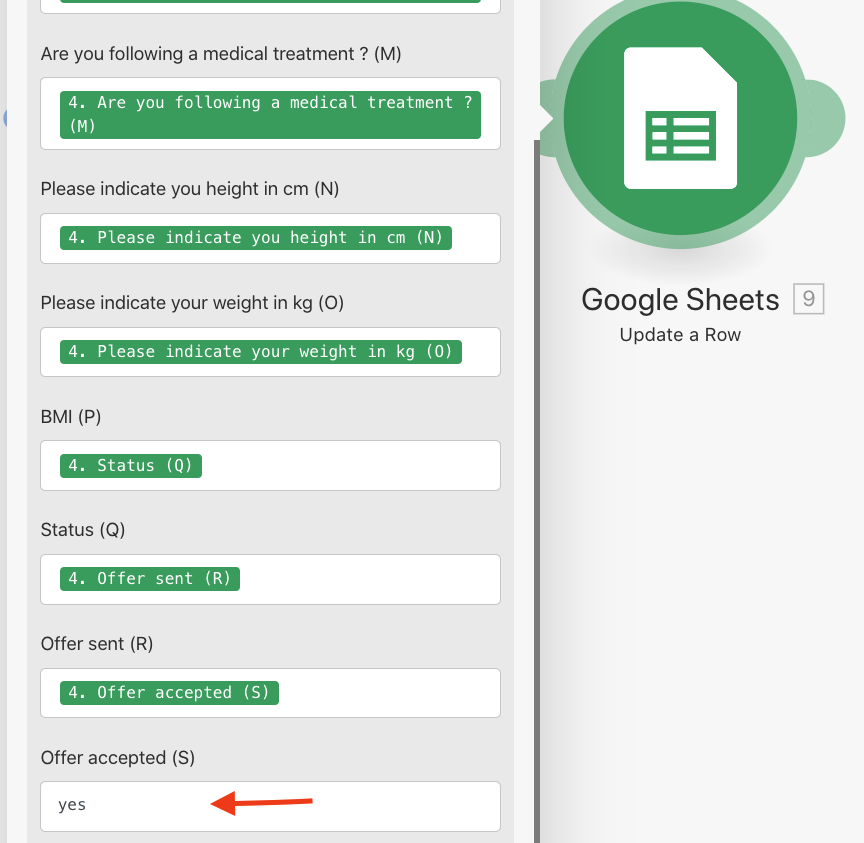 Are you following a medical treatment ? (M)
4. Are you following a medical treatment ?
(M)
Please indicate you height in cm (N)
4. Please indicate you height in cm (N)
Please indicate your weight in kg (O)
4. Please indicate your weight in kg (O)
BMI (P)
4. Status (Q)
Status (Q)
4. Offer sent (R)
Offer sent (R)
4. Offer accepted (S)
Offer accepted (S)
yes
Google Sheets 9
Update a Row